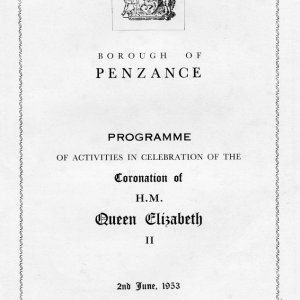 BOROUGH OF
PENZANCE
PROGRAMME
OF ACTIVITIES IN CELEBRATION OF THE
Coronation of
H.M.
Queen Elizabeth
II
2nd June, 1953